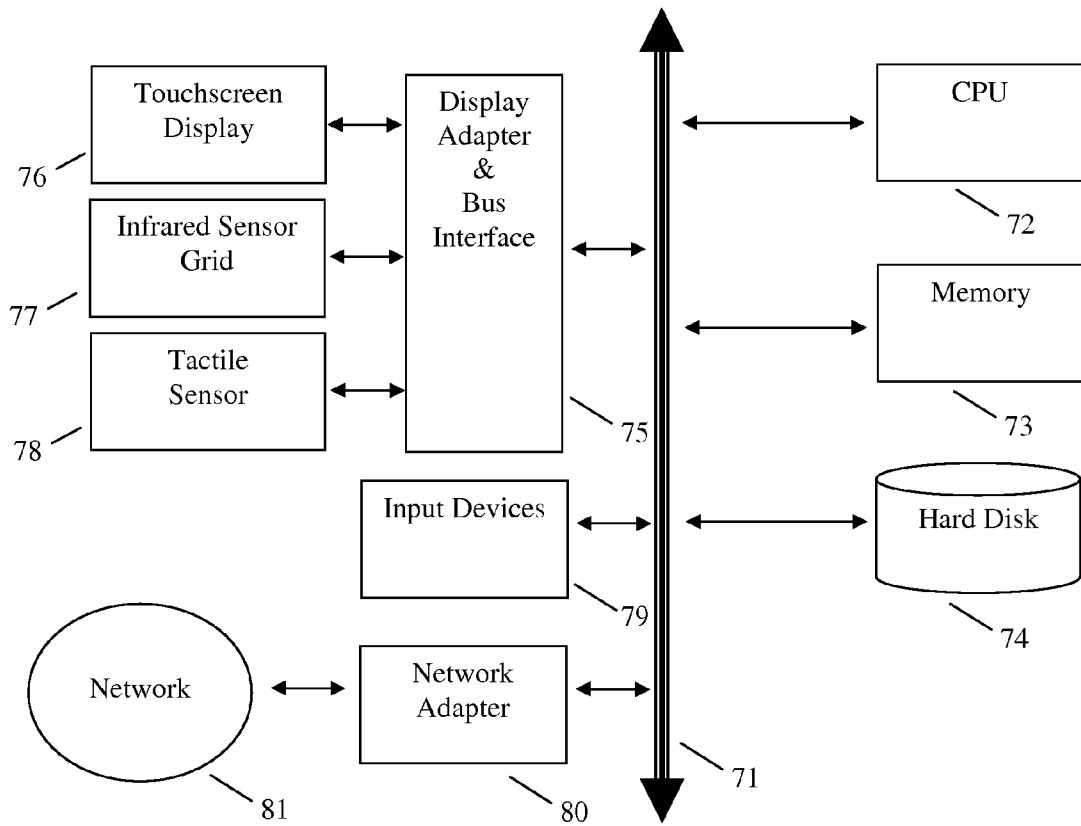 Touchscreen
Display
76
Infrared Sensor
Grid
77
Tactile
Sensor
78
Display
Adapter
&
Bus
Interface
75
Input Devices
79
Network
81
Network
Adapter
80
71
CPU
72
Memory
73
Hard Disk
74